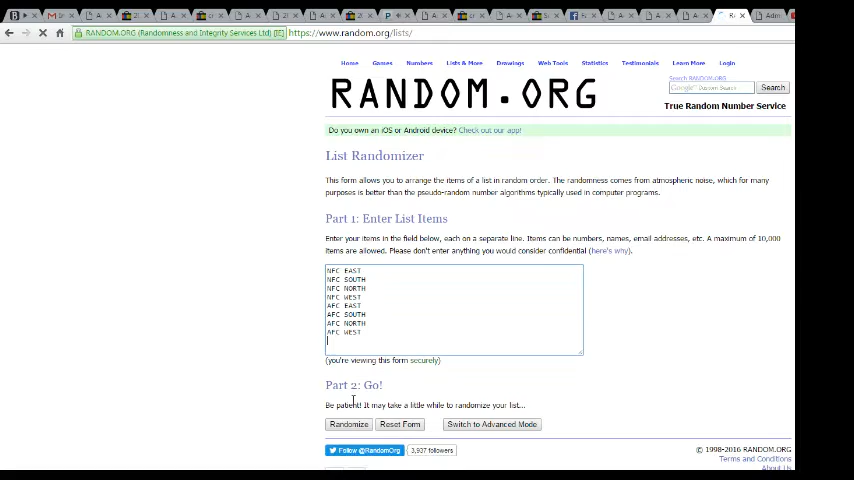 RANDOM.ORG (Randomness and Integrity Services Ltd) [IE] https://www.random.org/lists/
Home Games Numbers Lists & More Drawings Web Tools Statistics Testimonials Learn More Login
Search RANDOM.ORG
RANDOM.ORG
Google Custom Search Search
True Random Number Service
Do you own an iOS or Android device? Check out our app!
List Randomizer
This form allows you to arrange the items of a list in random order. The randomness comes from atmospheric noise, which for many
purposes is better than the pseudo-random number algorithms typically used in computer programs.
Part 1: Enter List Items
Enter your items in the field below, each on a separate line. Items can be numbers, names, email addresses, etc. A maximum of 10,000
items are allowed. Please don't enter anything you would consider confidential (here's why).
NFC EAST
NFC SOUTH
NFC NORTH
NFC WEST
AFC EAST
AFC SOUTH
AFC NORTH
AFC WEST
(you're viewing this form securely)
Part 2: Go!
Be patient! It may take a little while to randomize your list...
Randomize Reset Form Switch to Advanced Mode
Follow @RandomOrg 3,937 followers
© 1998-2016 RANDOM.ORG
Terms and Conditions
About Us